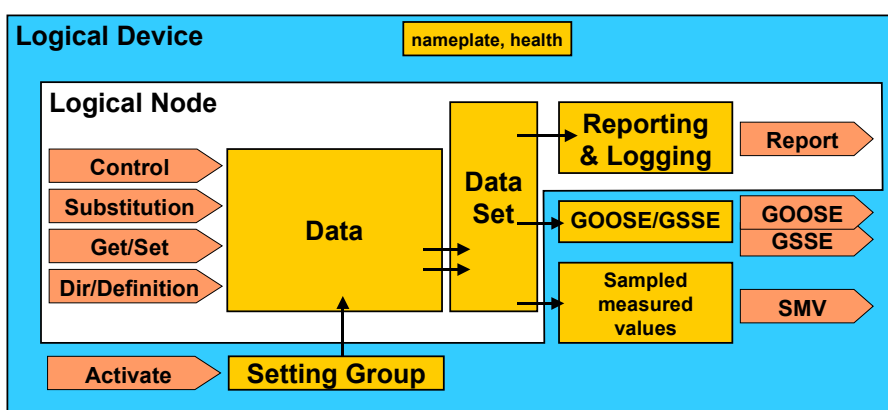 Logical Device
nameplate, health
Logical Node
Control
Substitution
Get/Set
Dir/Definition
Data
Data
Set
Reporting
& Logging
Report
GOOSE/GSSE
GOOSE
GSSE
Sampled
measured
values
SMV
Activate
Setting Group